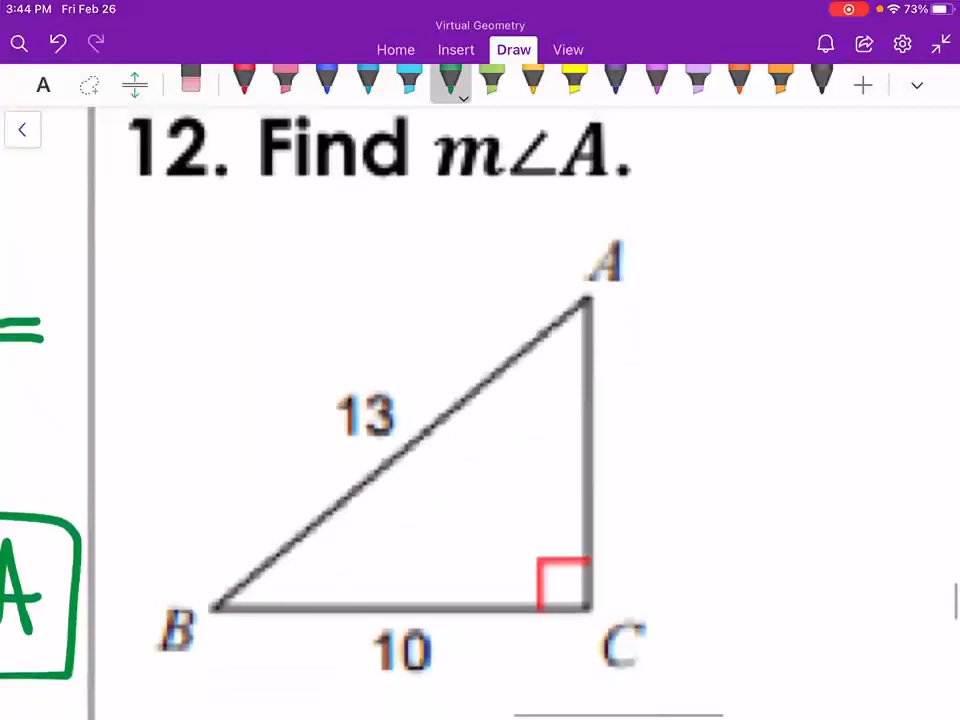 3:44 PM Fri Feb 26
73%
Virtual Geometry
Home Insert Draw View
A
12. Find m∠A.
A
=
13
A
B
10
C